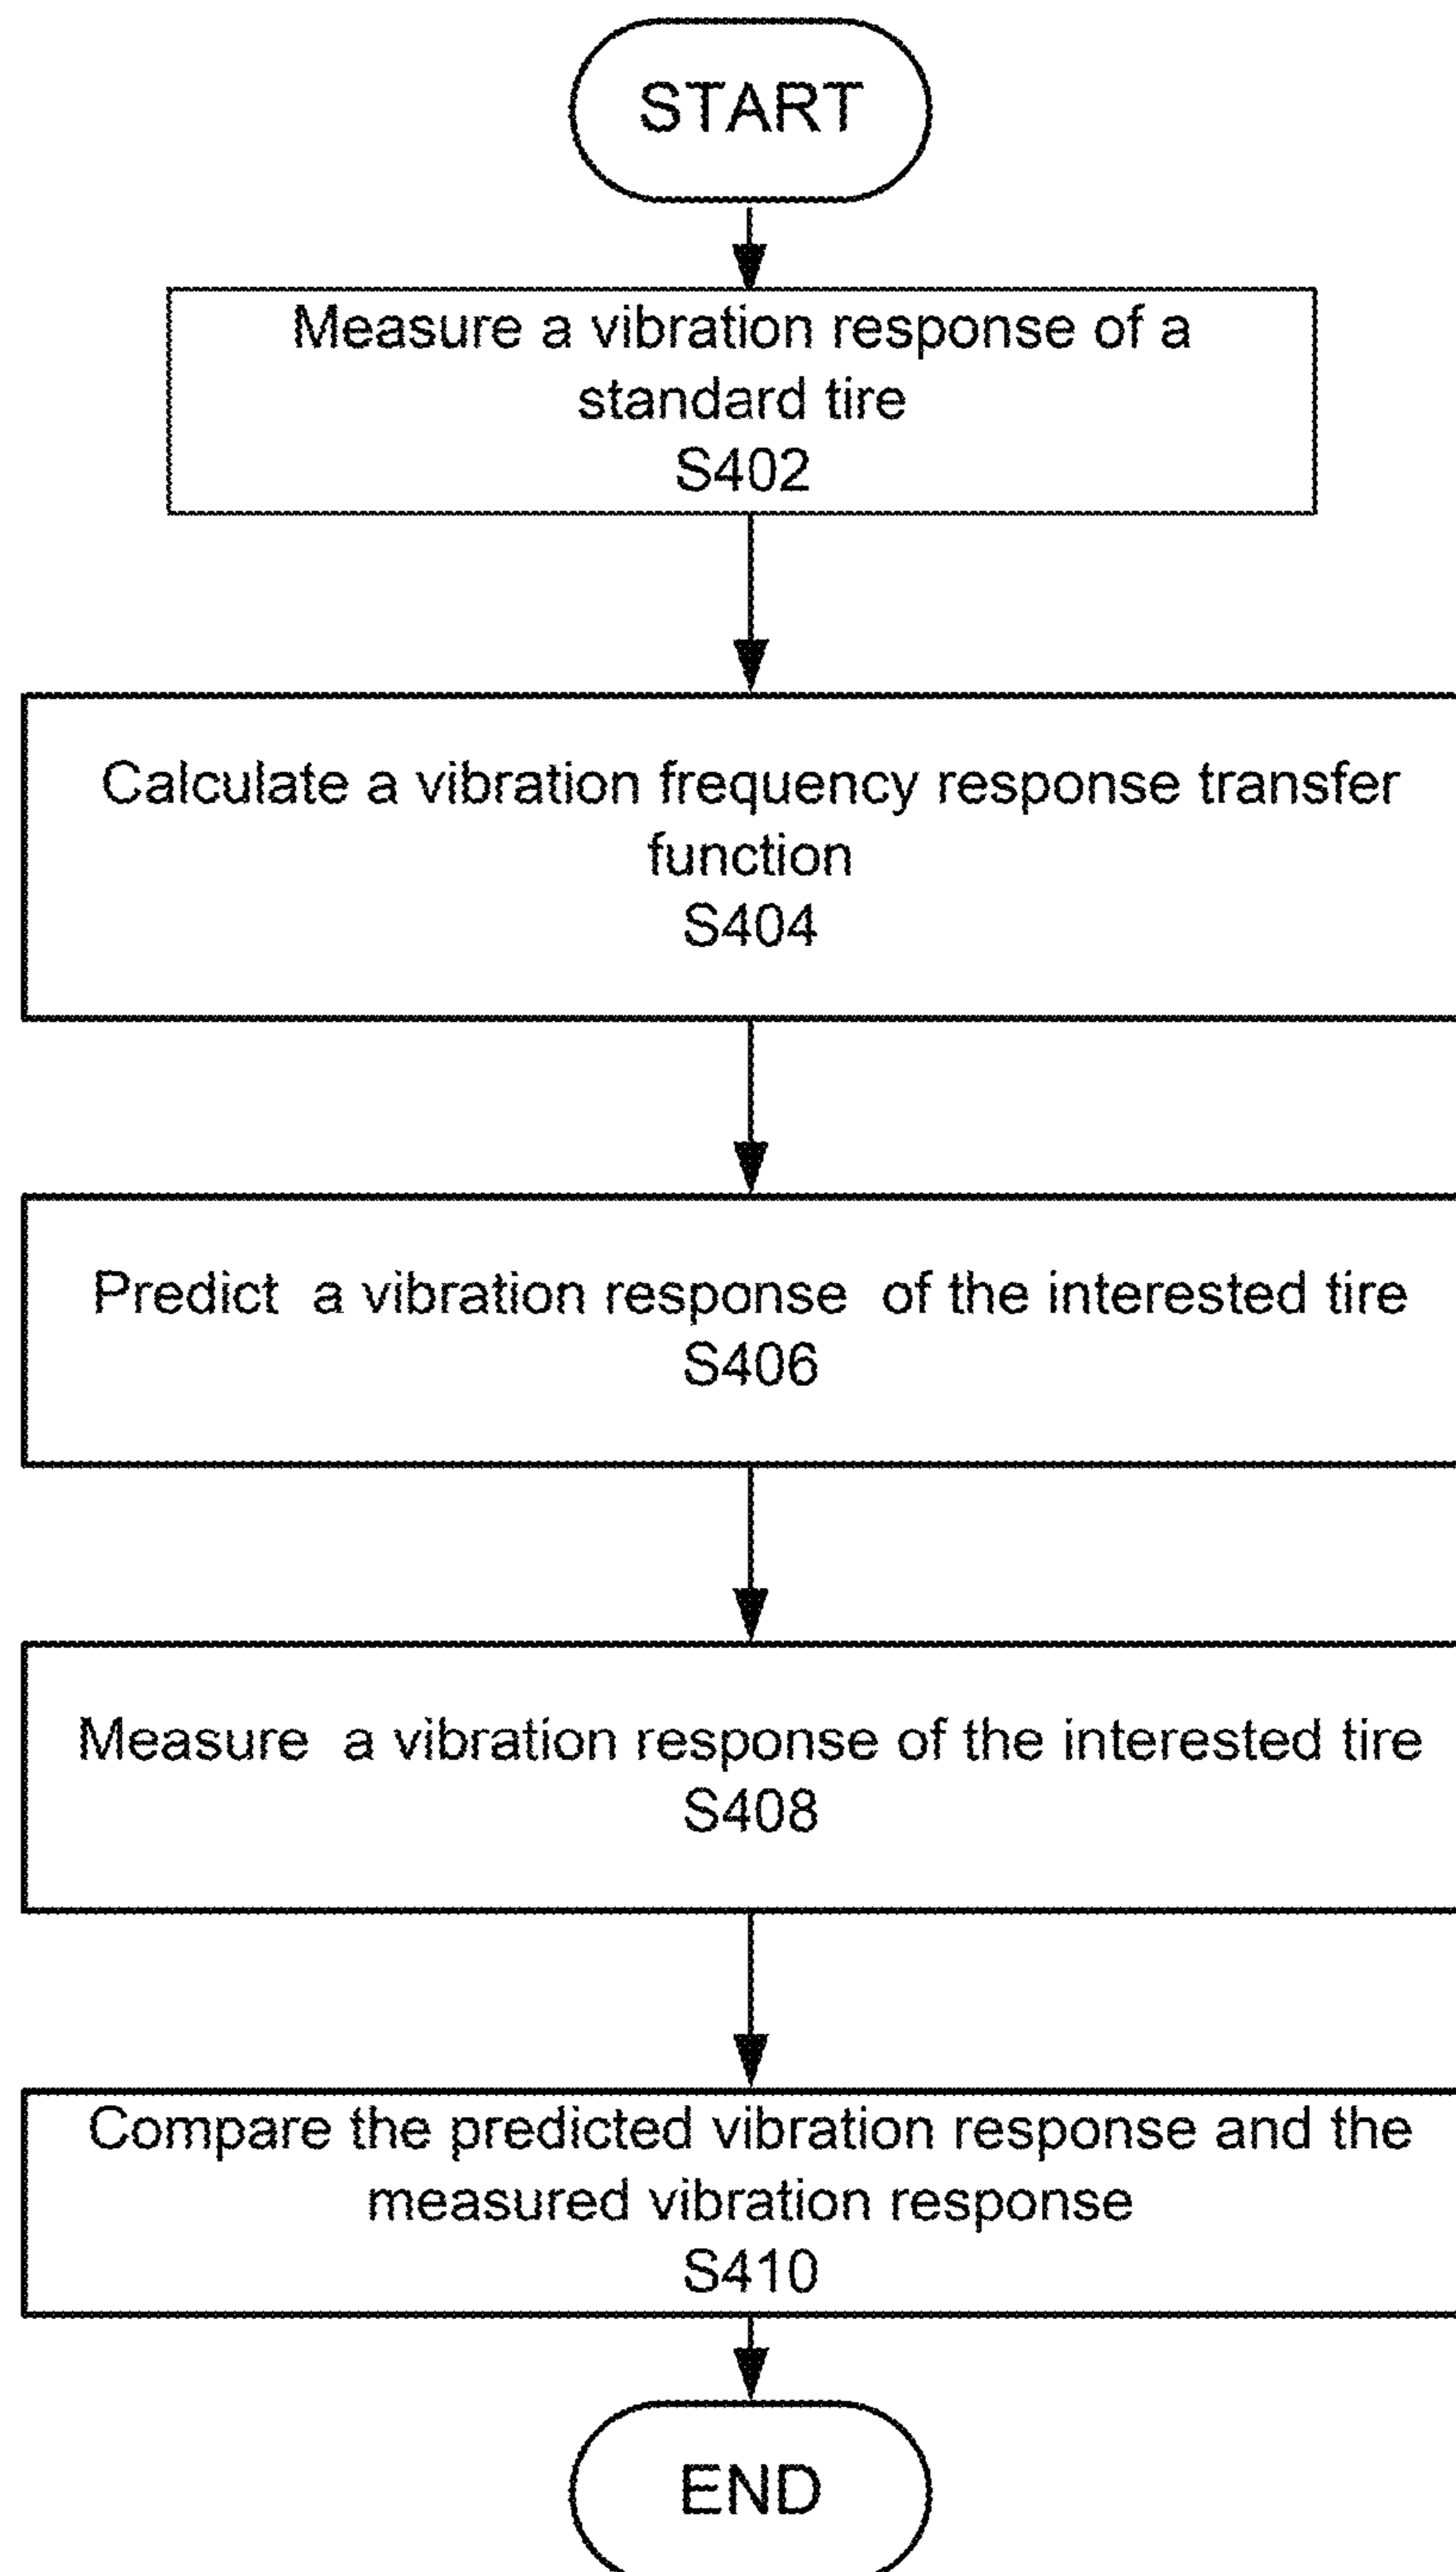 START
Measure a vibration response of a
standard tire
S402
Calculate a vibration frequency response transfer
function
S404
Predict a vibration response of the interested tire
S406
Measure a vibration response of the interested tire
S408
Compare the predicted vibration response and the
measured vibration response
S410
END